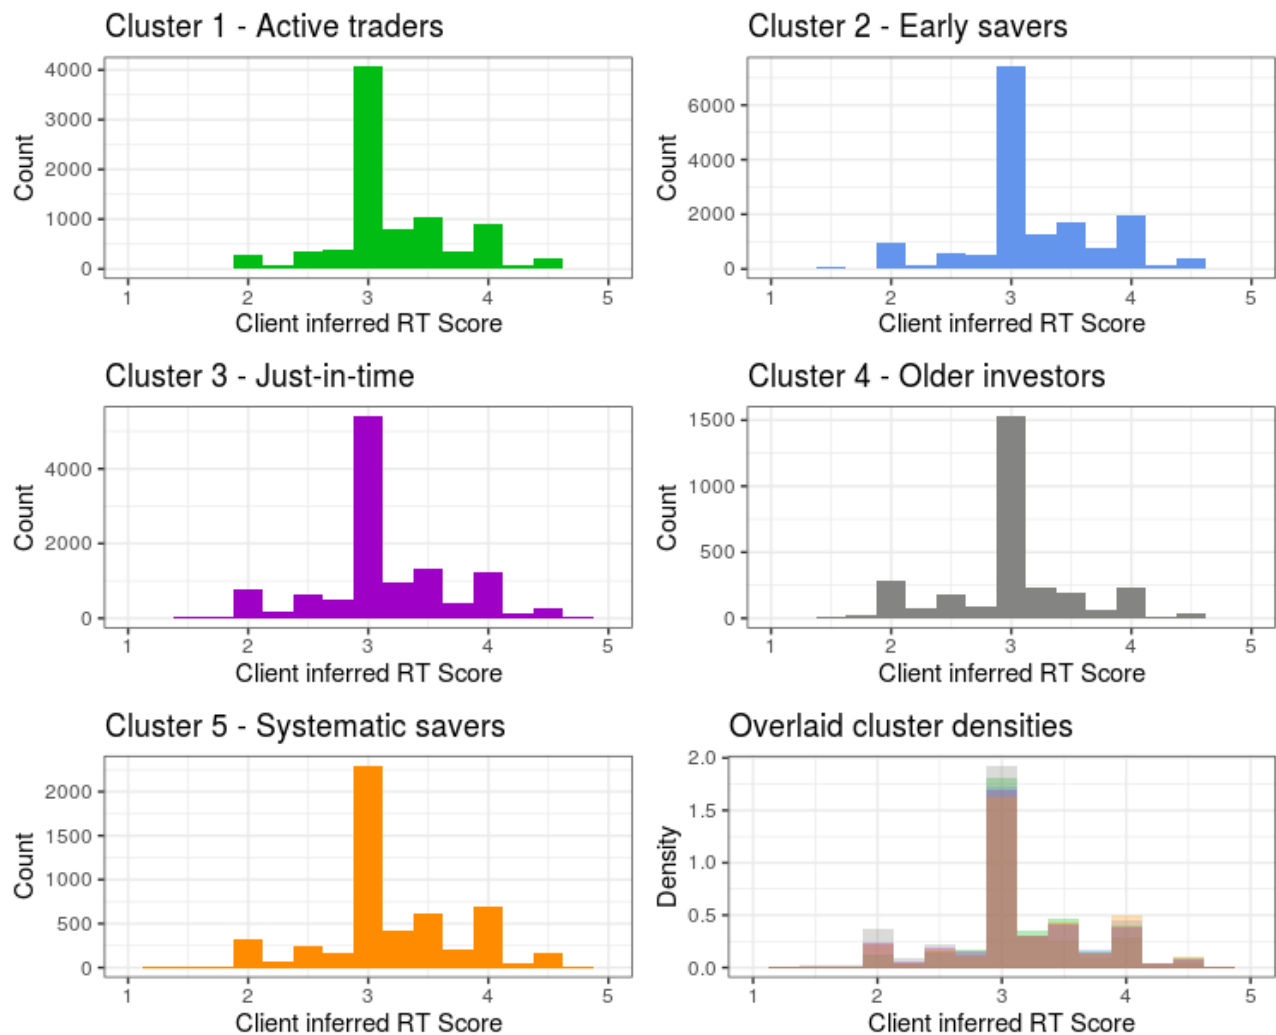 Cluster 1 - Active traders
Count
4000
3000
2000
1000
0
1 2 3 4 5
Client inferred RT Score
Cluster 2 - Early savers
Count
6000
4000
2000
0
1 2 3 4 5
Client inferred RT Score
Cluster 3 - Just-in-time
Count
4000
2000
0
1 2 3 4 5
Client inferred RT Score
Cluster 4 - Older investors
Count
1500
1000
500
0
1 2 3 4 5
Client inferred RT Score
Cluster 5 - Systematic savers
Count
2000
1500
1000
500
0
1 2 3 4 5
Client inferred RT Score
Overlaid cluster densities
Density
2.0
1.5
1.0
0.5
0.0
1 2 3 4 5
Client inferred RT Score